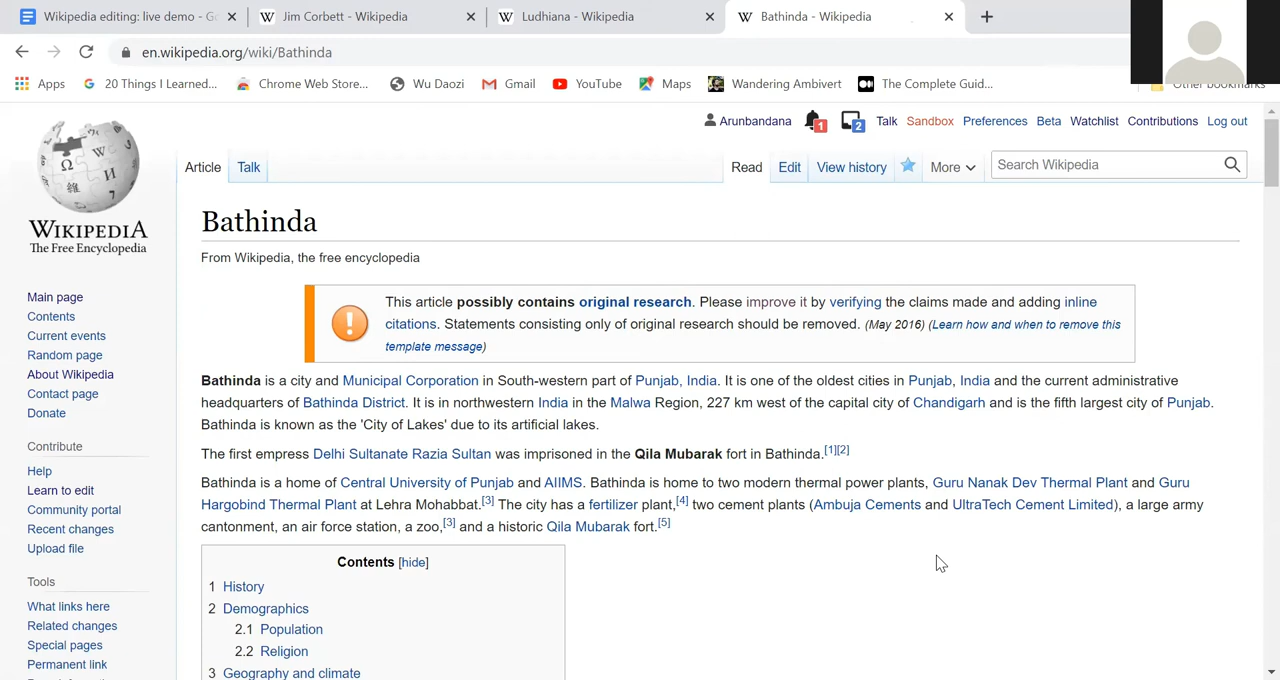 Wikipedia editing: live demo - Go
Jim Corbett - Wikipedia
Ludhiana - Wikipedia
Bathinda - Wikipedia
en.wikipedia.org/wiki/Bathinda
Apps
20 Things I Learned...
Chrome Web Store...
Wu Daozi
Gmail
YouTube
Maps
Wandering Ambivert
The Complete Guid...
Other bookmarks
Arunbandana 1 2 Talk Sandbox Preferences Beta Watchlist Contributions Log out
Article Talk Read Edit View history More Search Wikipedia
WIKIPEDIA
The Free Encyclopedia
Main page
Contents
Current events
Random page
About Wikipedia
Contact page
Donate
Contribute
Help
Learn to edit
Community portal
Recent changes
Upload file
Tools
What links here
Related changes
Special pages
Permanent link
Bathinda
From Wikipedia, the free encyclopedia
This article possibly contains original research. Please improve it by verifying the claims made and adding inline
citations. Statements consisting only of original research should be removed. (May 2016) (Learn how and when to remove this
template message)
Bathinda is a city and Municipal Corporation in South-western part of Punjab, India. It is one of the oldest cities in Punjab, India and the current administrative
headquarters of Bathinda District. It is in northwestern India in the Malwa Region, 227 km west of the capital city of Chandigarh and is the fifth largest city of Punjab.
Bathinda is known as the 'City of Lakes' due to its artificial lakes.
The first empress Delhi Sultanate Razia Sultan was imprisoned in the Qila Mubarak fort in Bathinda.[1][2]
Bathinda is a home of Central University of Punjab and AIIMS. Bathinda is home to two modern thermal power plants, Guru Nanak Dev Thermal Plant and Guru
Hargobind Thermal Plant at Lehra Mohabbat.[3] The city has a fertilizer plant,[4] two cement plants (Ambuja Cements and UltraTech Cement Limited), a large army
cantonment, an air force station, a zoo,[3] and a historic Qila Mubarak fort.[5]
Contents [hide]
1 History
2 Demographics
2.1 Population
2.2 Religion
3 Geography and climate